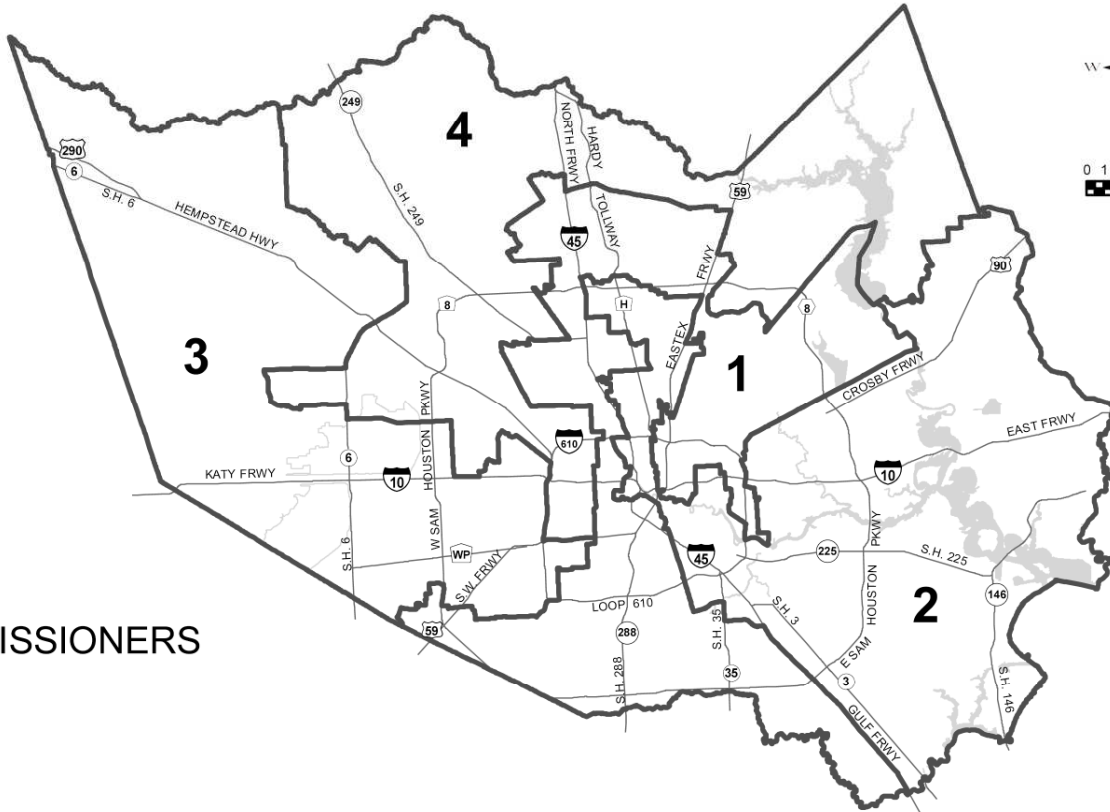 W
0 1
249
4
NORTH FRWY
HARDY
TOLLWAY
290
6
S.H. 6
HEMPSTEAD HWY
S.H. 249
59
45
FRWY
EASTEX
90
8
H
8
3
1
HOUSTON PKWY
W SAM
CROSBY FRWY
EAST FRWY
610
6
KATY FRWY
10
10
HOUSTON PKWY
E SAM
S.H. 6
WP
S.W. FRWY
45
225
S.H. 225
146
2
LOOP 610
S.H. 3
59
288
S.H. 35
ISSIONERS
S.H. 288
35
3
S.H. 146
GULF FRWY